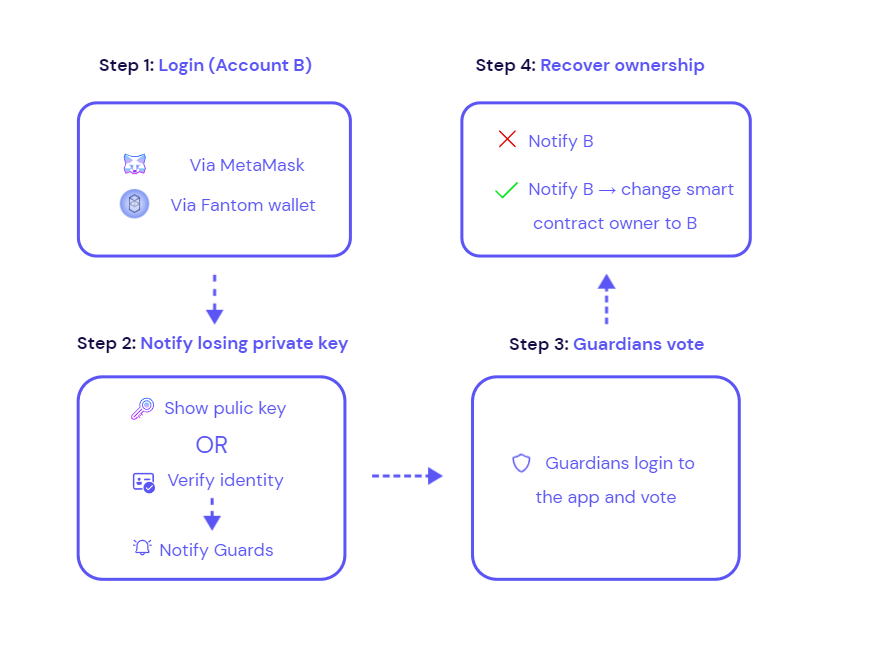 Step 1: Login (Account B)
Via MetaMask
Via Fantom wallet
Step 2: Notify losing private key
Show pulic key
OR
Verify identity
Notify Guards
Step 3: Guardians vote
Guardians login to
the app and vote
Step 4: Recover ownership
Notify B
Notify B → change smart
contract owner to B